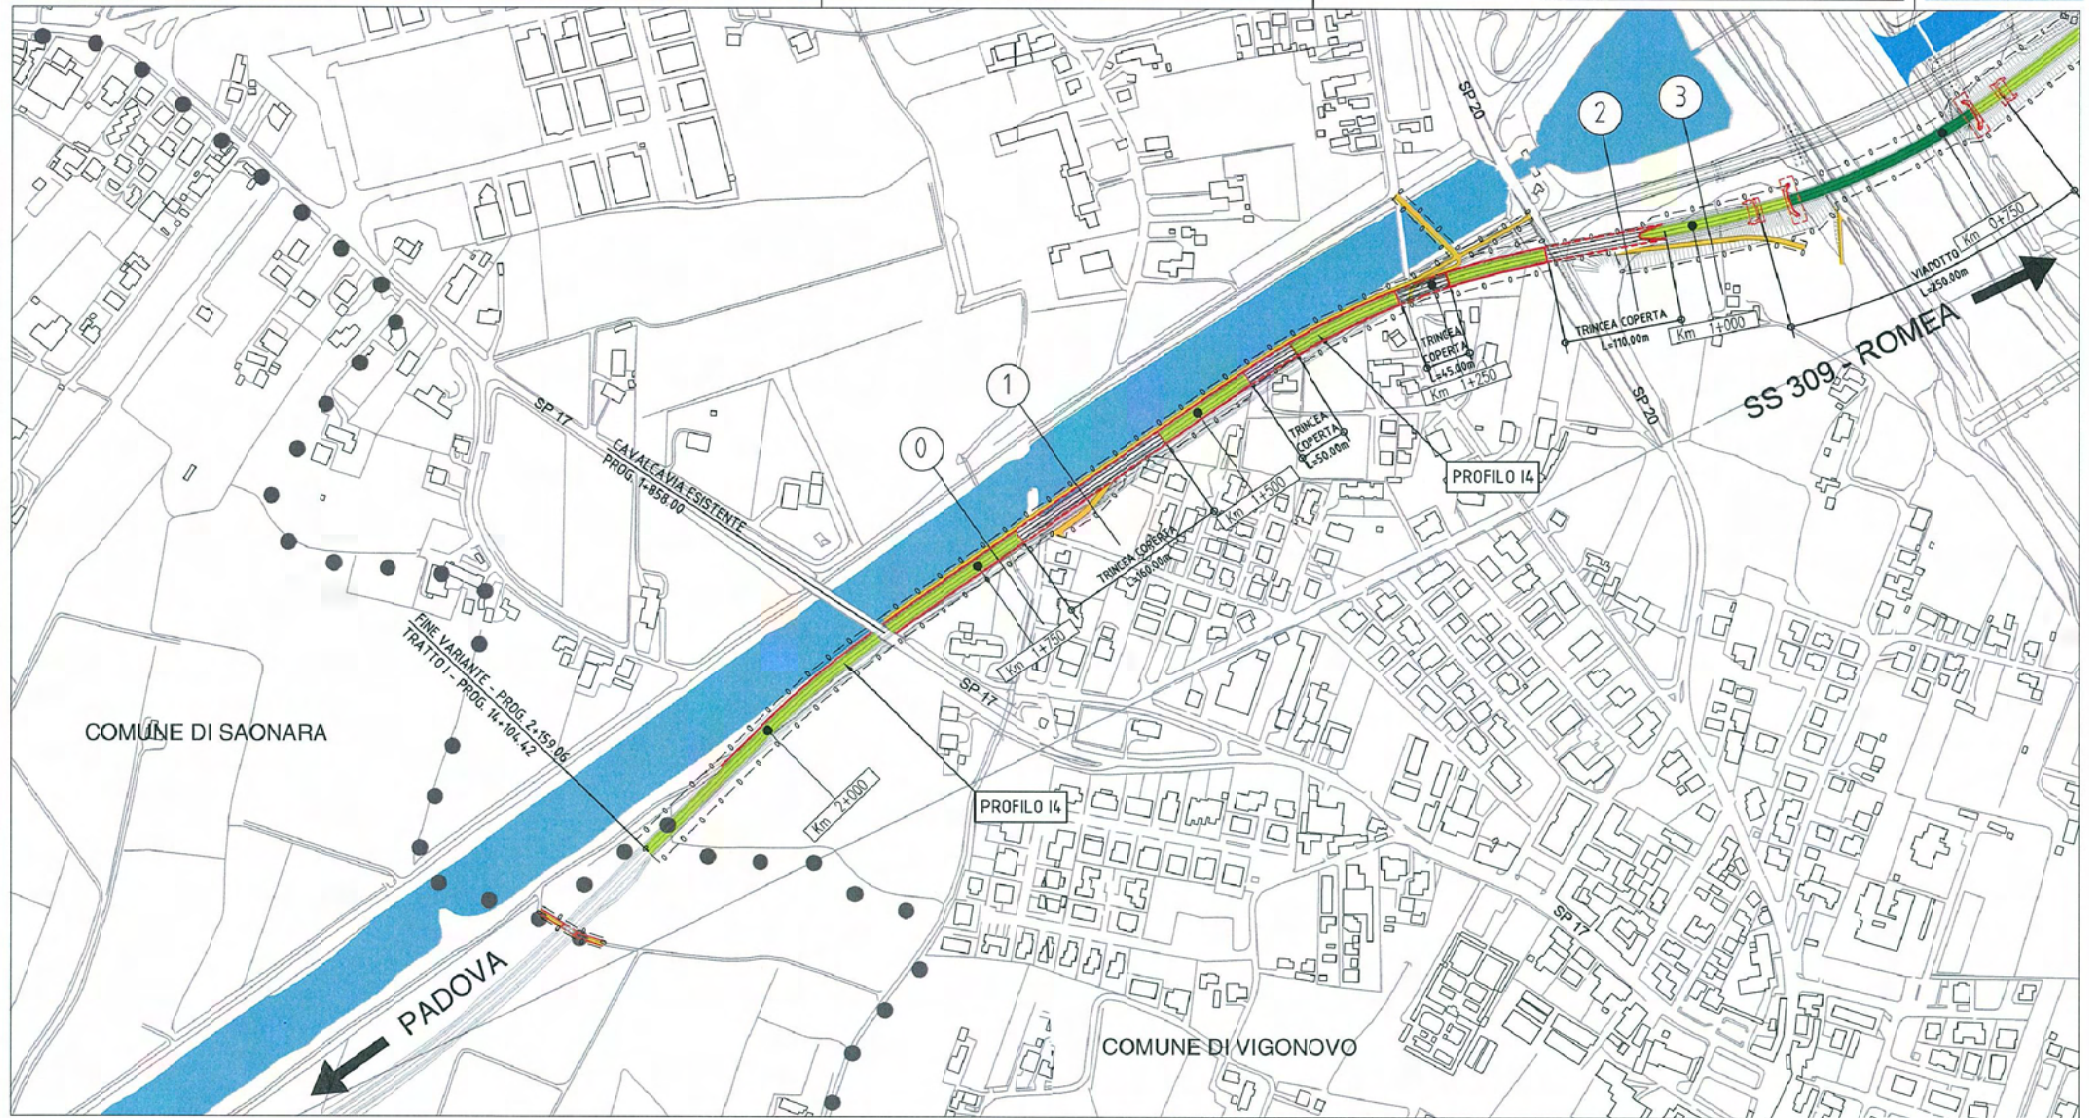 SP 20
2
3
Km 0+750
VIADOTTO
L=250.00m
SS 309 - ROMEA
TRINCEA COPERTA
L=110.00m
Km 1+000
TRINCEA
COPERTA
L=45.00m
Km 1+250
SP 20
1
TRINCEA
COPERTA
L=50.00m
PROFILO I4
Km 1+500
0
SP 17
CAVALCAVIA ESISTENTE
PROG. 1+858.00
TRINCEA COPERTA
L=160.00m
Km 1+750
SP 17
FINE VARIANTE - PROG. 2+159.06
TRATTO I - PROG. 14+104.42
COMUNE DI SAONARA
Km 2+000
PROFILO I4
SP 17
PADOVA
COMUNE DI VIGONOVO